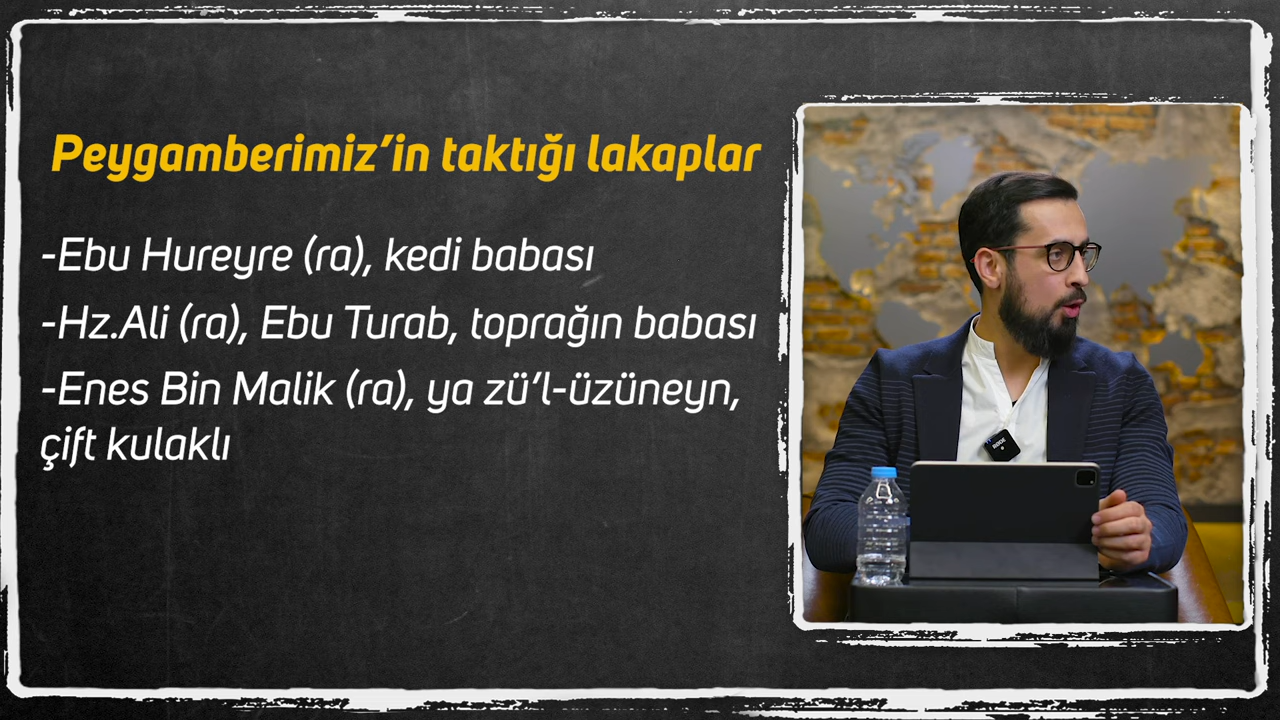 Peygamberimiz’in taktığı lakaplar
-Ebu Hureyre (ra), kedi babası
-Hz.Ali (ra), Ebu Turab, toprağın babası
-Enes Bin Malik (ra), ya zü’l-üzüneyn,
çift kulaklı